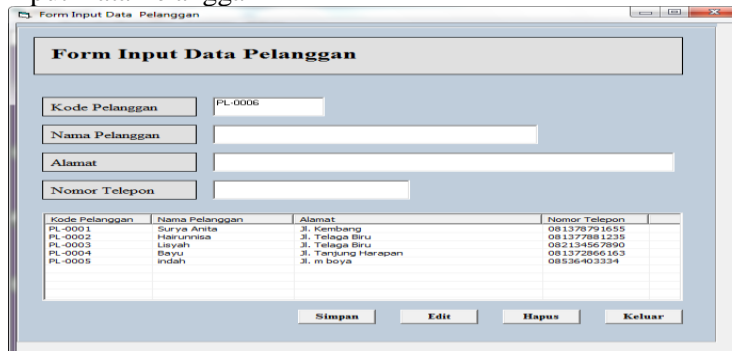 Form Input Data Pelanggan
Form Input Data Pelanggan
Kode Pelanggan PL-0006
Nama Pelanggan
Alamat
Nomor Telepon
Kode Pelanggan Nama Pelanggan Alamat Nomor Telepon
PL-0001 Surya Anita Jl. Kembang 081378791655
PL-0002 Hairunnisa Jl. Telaga Biru 081377881235
PL-0003 Lisyah Jl. Telaga Biru 082134567890
PL-0004 Bayu Jl. Tanjung Harapan 081372866163
PL-0005 indah Jl. m boya 08536403334
Simpan Edit Hapus Keluar